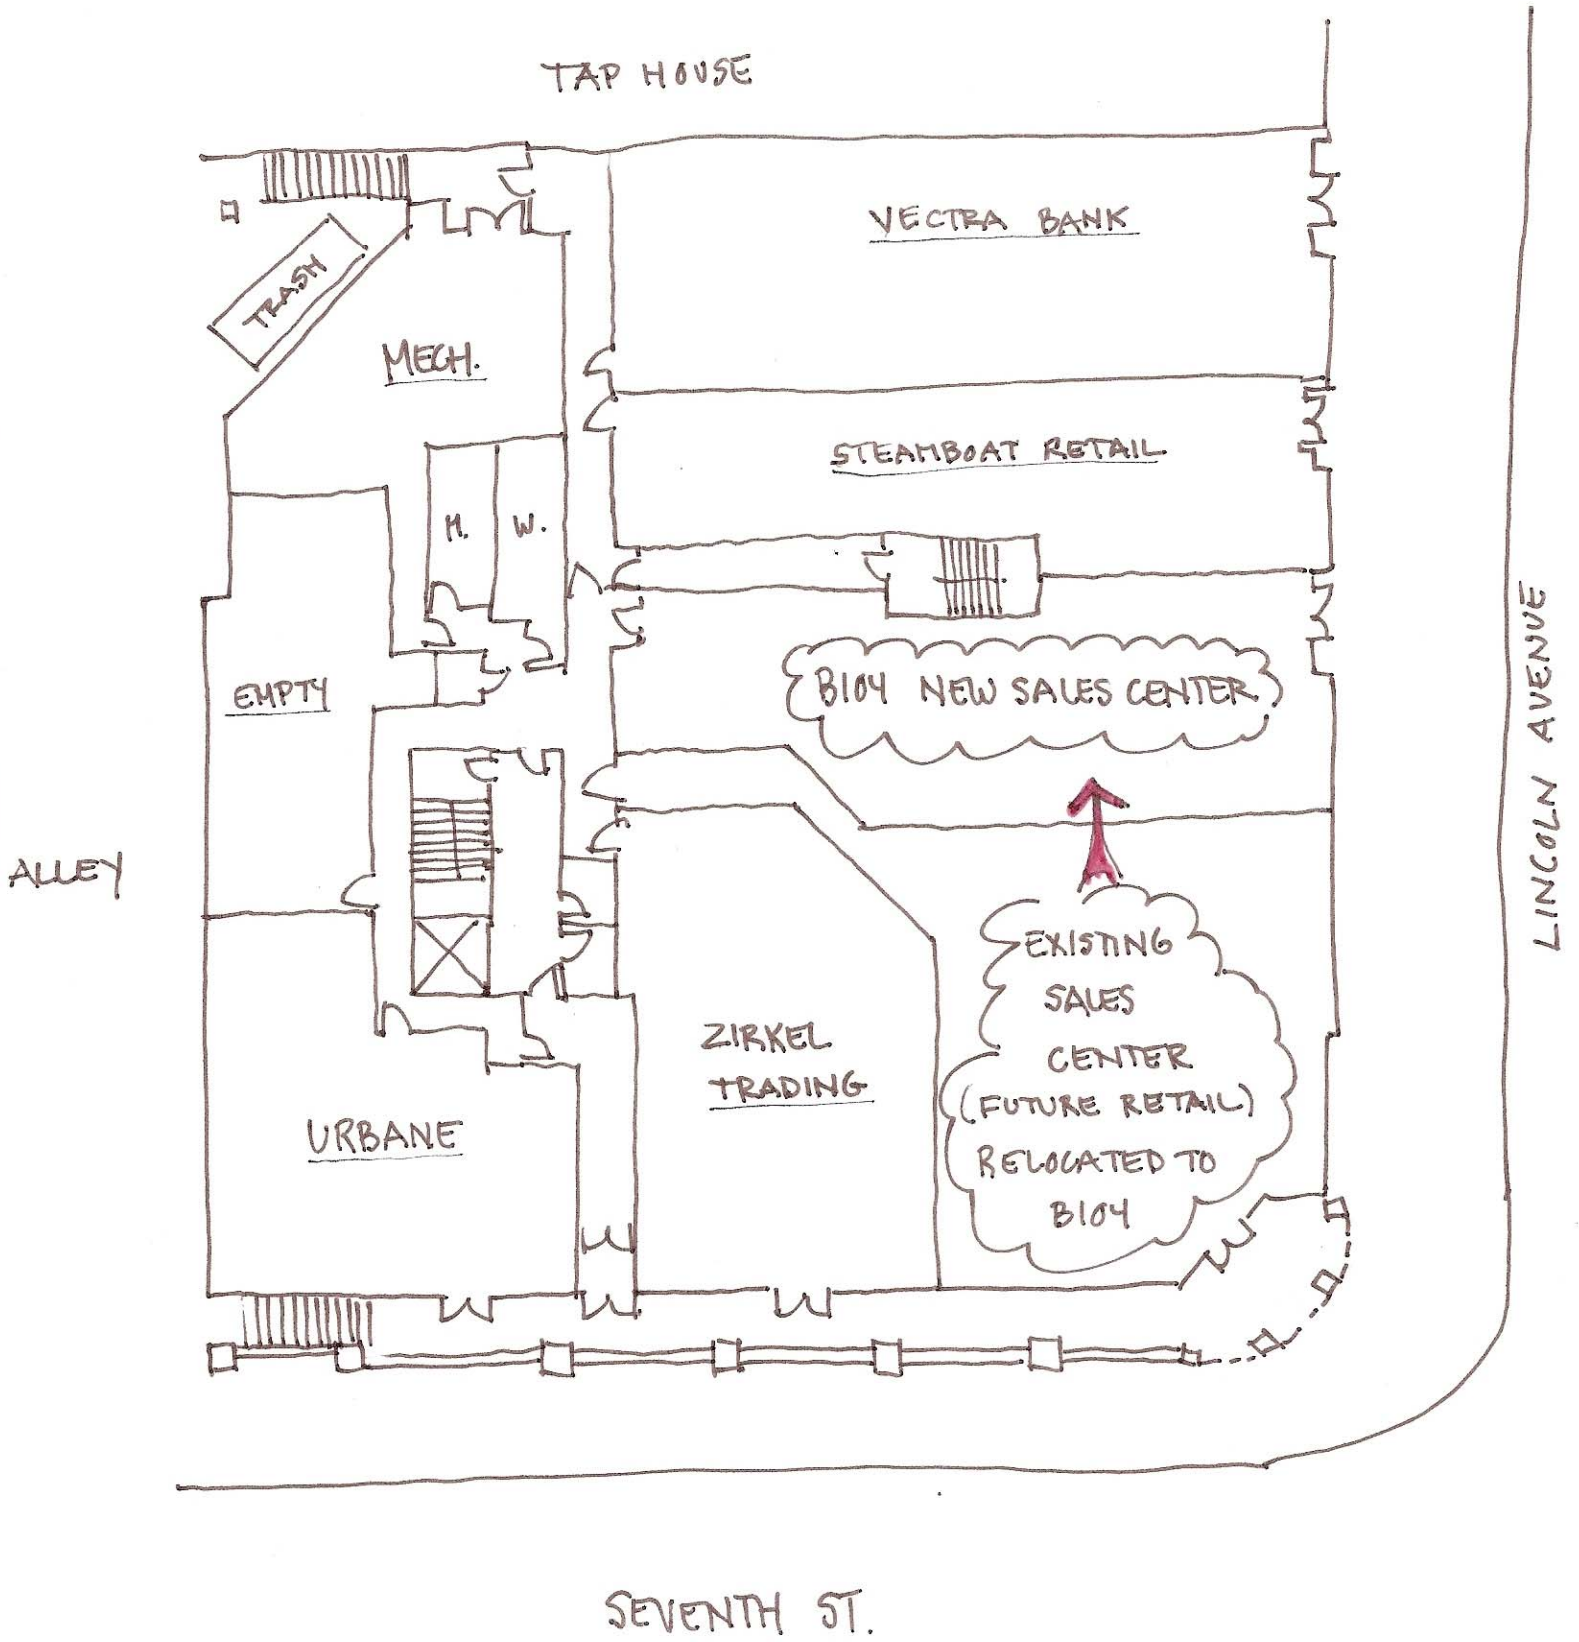 TAP HOUSE
VECTRA BANK
TRASH
MECH.
STEAMBOAT RETAIL
M.
W.
EMPTY
B104 NEW SALES CENTER
LINCOLN AVENUE
ALLEY
EXISTING
SALES
CENTER
(FUTURE RETAIL)
RELOCATED TO
B104
ZIRKEL
TRADING
URBANE
SEVENTH ST.